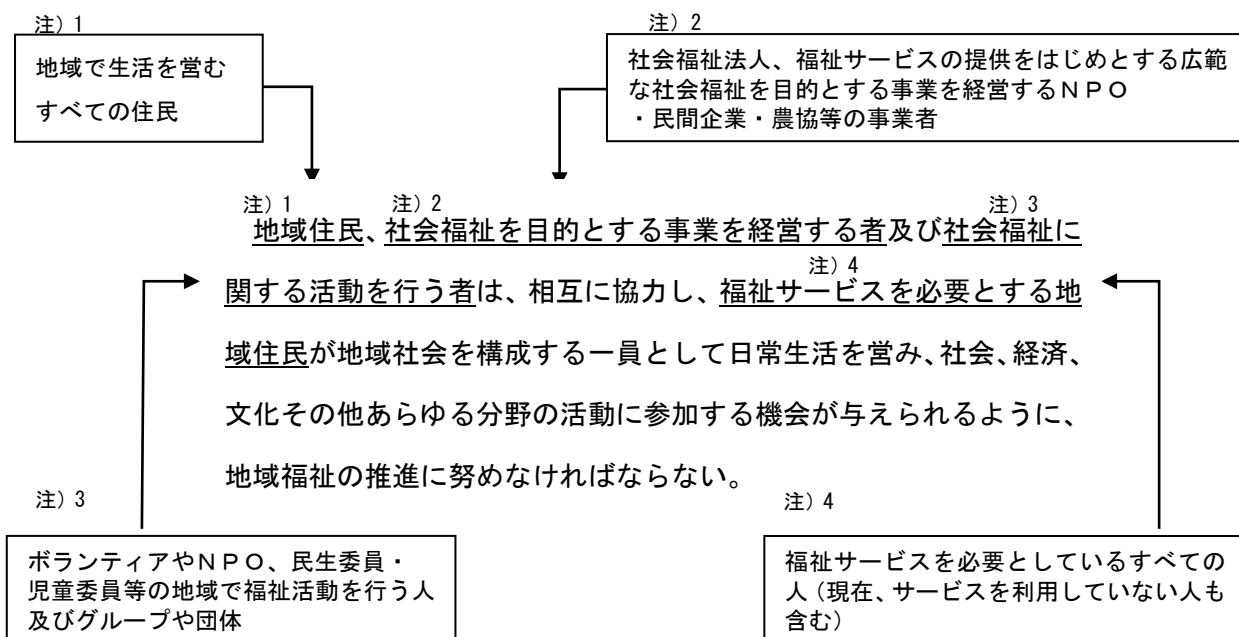 注）1
地域で生活を営む
すべての住民
注）2
社会福祉法人、福祉サービスの提供をはじめとする広範
な社会福祉を目的とする事業を経営するＮＰＯ
・民間企業・農協等の事業者
注）1
注）2
注）3
地域住民、社会福祉を目的とする事業を経営する者及び社会福祉に
注）4
関する活動を行う者は、相互に協力し、福祉サービスを必要とする地
域住民が地域社会を構成する一員として日常生活を営み、社会、経済、
文化その他あらゆる分野の活動に参加する機会が与えられるように、
地域福祉の推進に努めなければならない。
注）3
ボランティアやＮＰＯ、民生委員・
児童委員等の地域で福祉活動を行う人
及びグループや団体
注）4
福祉サービスを必要としているすべての
人（現在、サービスを利用していない人も
含む）